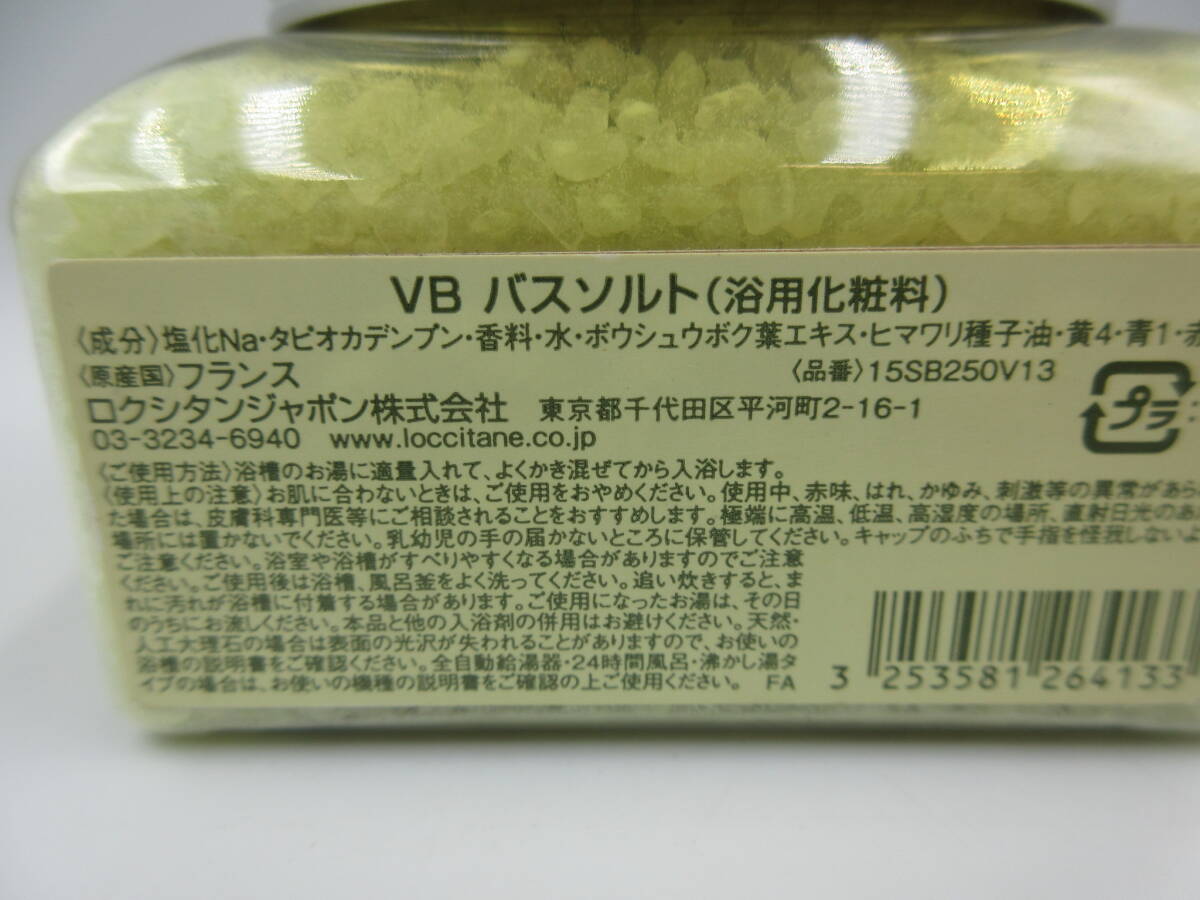 VB バスソルト(浴用化粧料)
〈成分〉塩化Na・タピオカデンプン・香料・水・ボウシュウボク葉エキス・ヒマワリ種子油・黄4・青1・赤
〈原産国〉フランス 〈品番〉15SB250V13
ロクシタンジャポン株式会社 東京都千代田区平河町2-16-1
03-3234-6940 www.loccitane.co.jp
プラ
〈ご使用方法〉浴槽のお湯に適量入れて、よくかき混ぜてから入浴します。
〈使用上の注意〉お肌に合わないときは、ご使用をおやめください。使用中、赤味、はれ、かゆみ、刺激等の異常があら
た場合は、皮膚科専門医等にご相談されることをおすすめします。極端に高温、低温、高湿度の場所、直射日光のあ
場所には置かないでください。乳幼児の手の届かないところに保管してください。キャップのふちで手指を怪我しないよ
ご注意ください。浴室や浴槽がすべりやすくなる場合がありますのでご注意
ください。ご使用後は浴槽、風呂釜をよく洗ってください。追い炊きすると、ま
れに汚れが浴槽に付着する場合があります。ご使用になったお湯は、その日
のうちにお流しください。本品と他の入浴剤の併用はお避けください。天然・
人工大理石の場合は表面の光沢が失われることがありますので、お使いの
浴槽の説明書をご確認ください。全自動給湯器・24時間風呂・沸かし湯タ
イプの場合は、お使いの機種の説明書をご確認の上ご使用ください。 FA
3 253581 264133